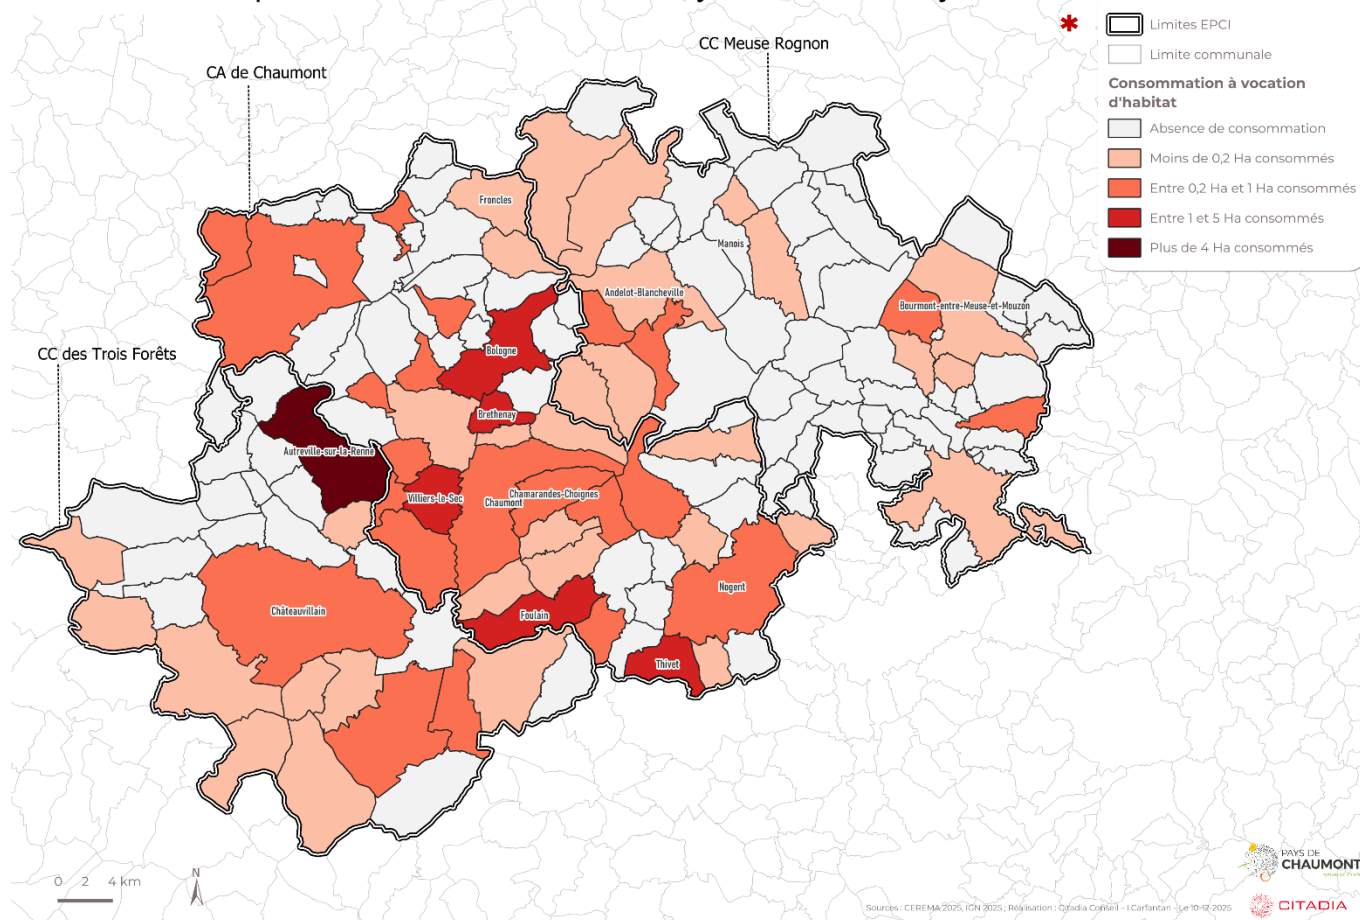 CC Meuse Rognon
CA de Chaumont
CC des Trois Forêts
Limites EPCI
Limite communale
Consommation à vocation
d'habitat
Absence de consommation
Moins de 0,2 Ha consommés
Entre 0,2 Ha et 1 Ha consommés
Entre 1 et 5 Ha consommés
Plus de 4 Ha consommés
Froncles
Manois
Andelot-Blancheville
Bourmont-entre-Meuse-et-Mouzon
Bologne
Brethenay
Autreville-sur-la-Renne
Villiers-le-Sec
Chaumont
Chamarandes-Choignes
Nogent
Châteauvillain
Foulain
Thivet
0 2 4 km
N
PAYS DE
CHAUMONT
Sources : CEREMA 2025, IGN 2025 ; Réalisation : Citadia Conseil – I.Carfantan - Le 10-12-2025
CITADIA